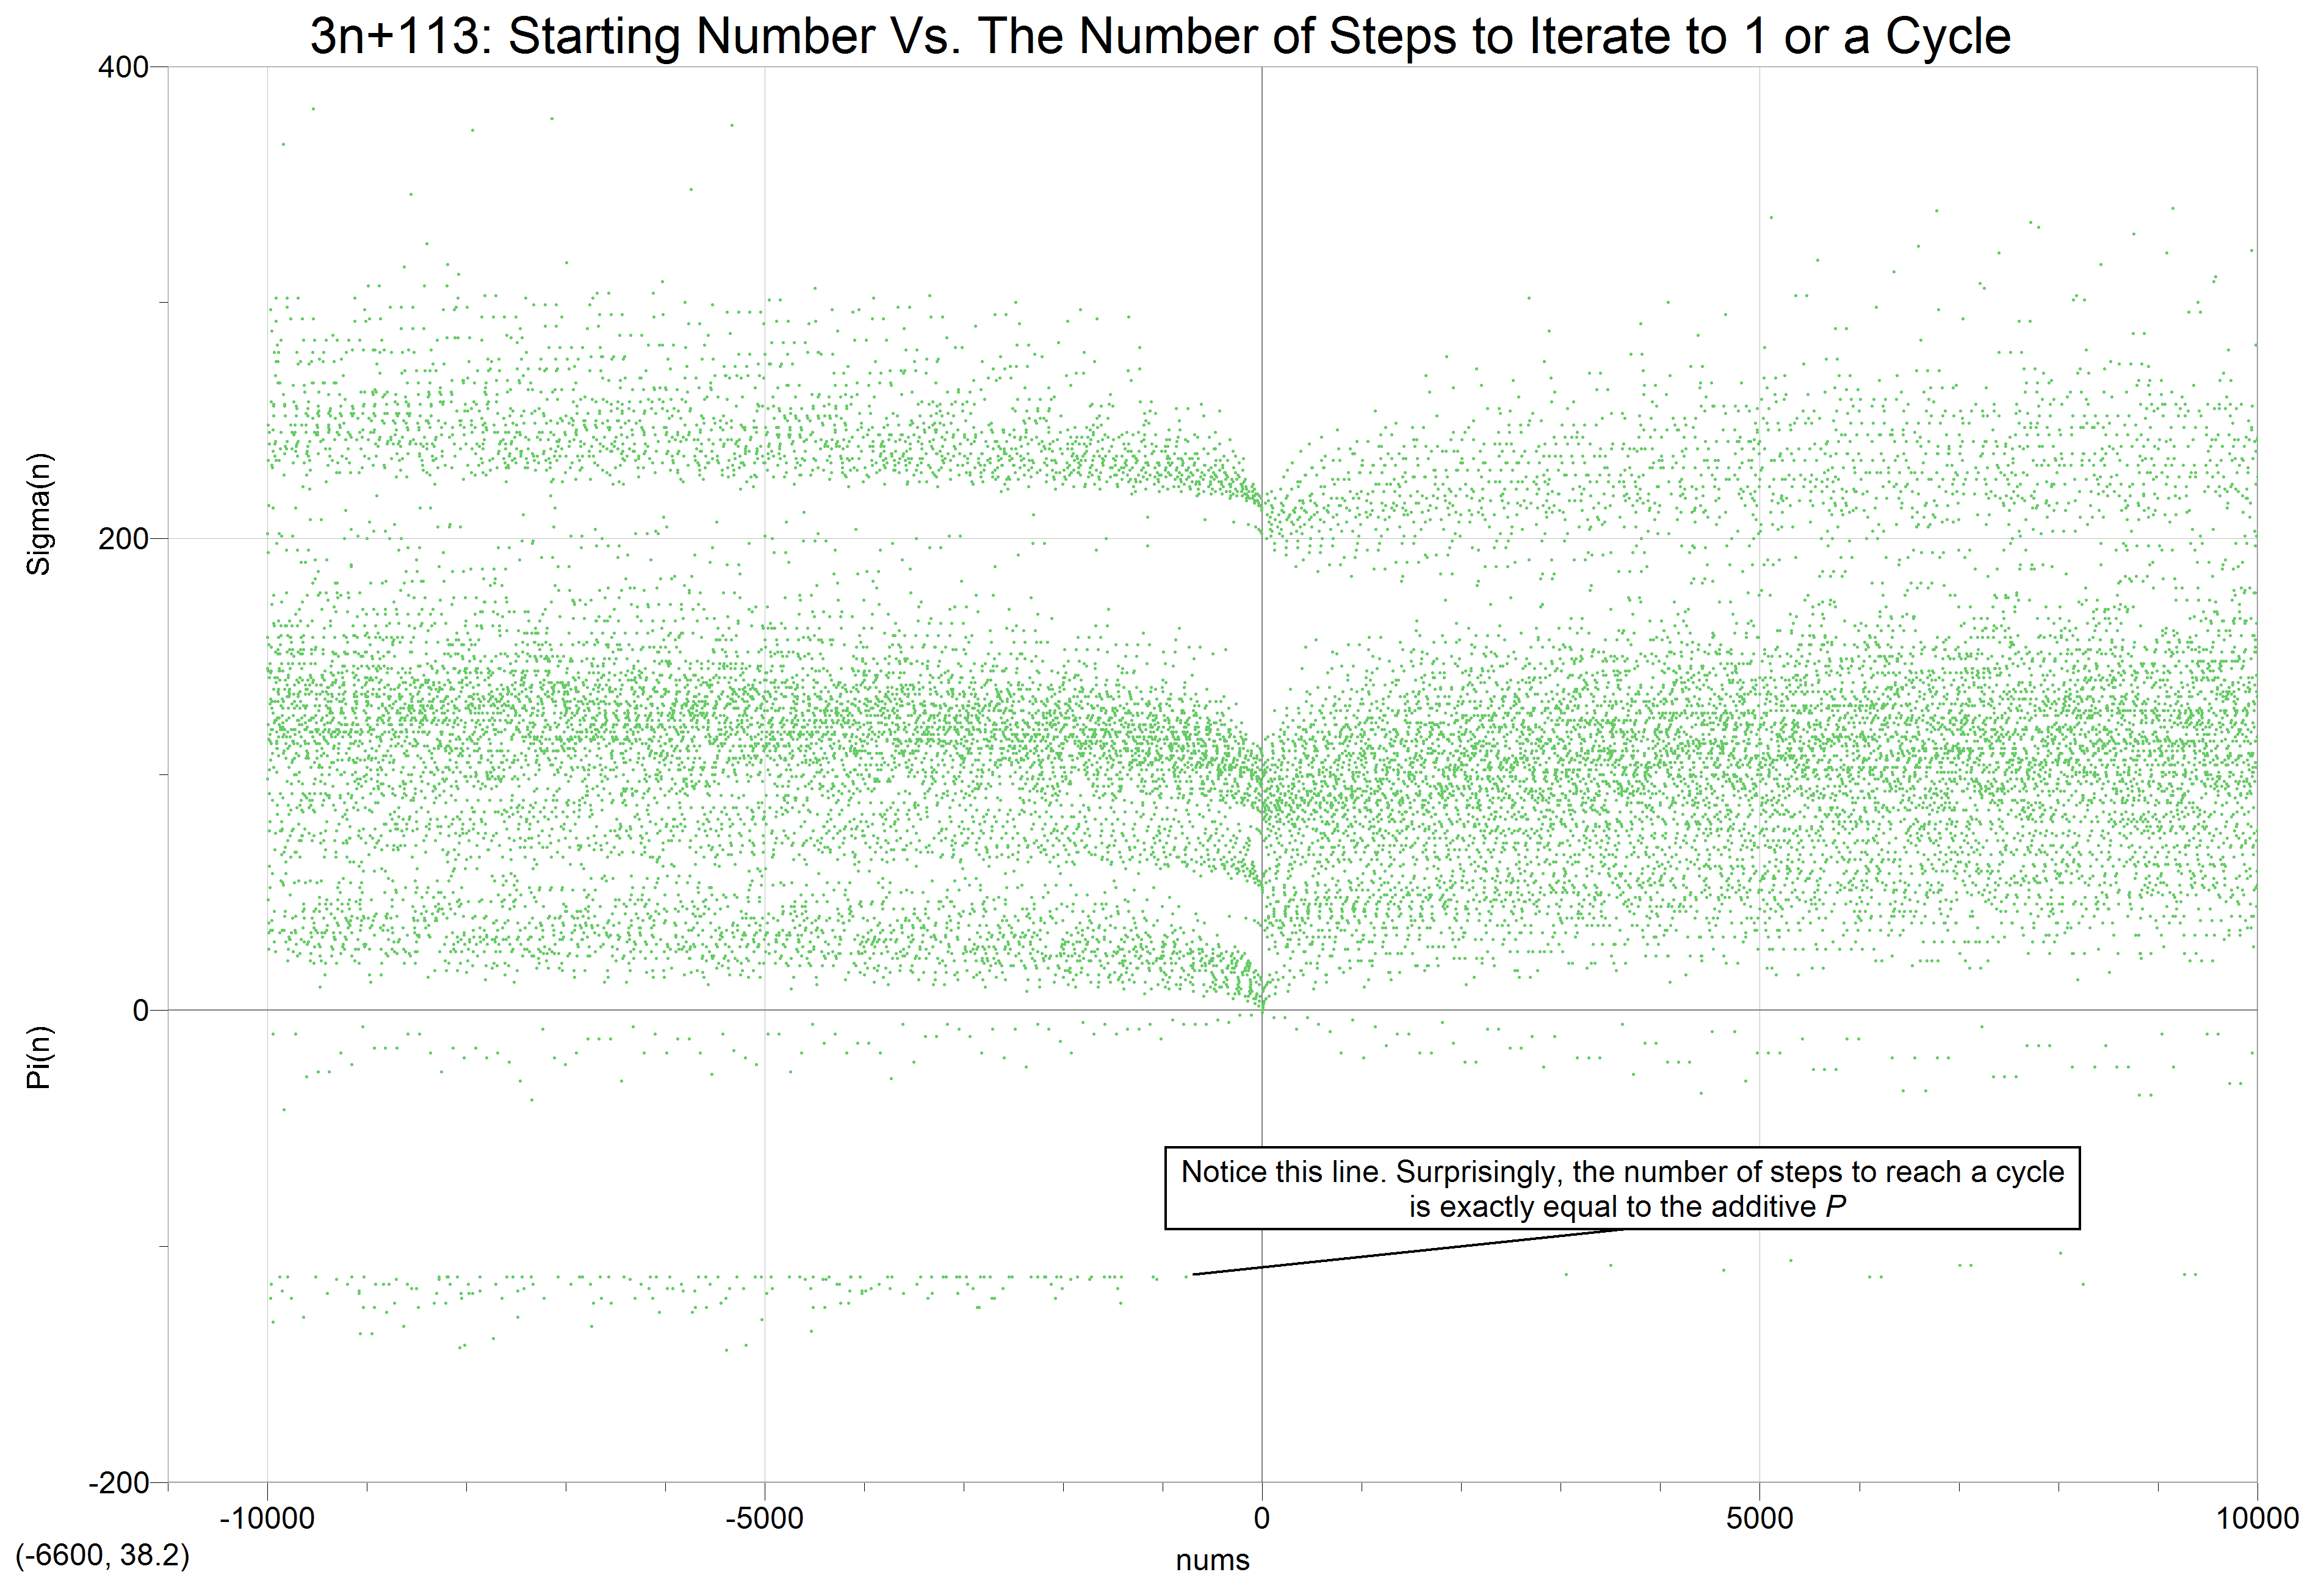 3n+113: Starting Number Vs. The Number of Steps to Iterate to 1 or a Cycle
400
Sigma(n)
200
0
Pi(n)
Notice this line. Surprisingly, the number of steps to reach a cycle
is exactly equal to the additive P
-200
-10000
-5000
0
5000
10000
(-6600, 38.2)
nums